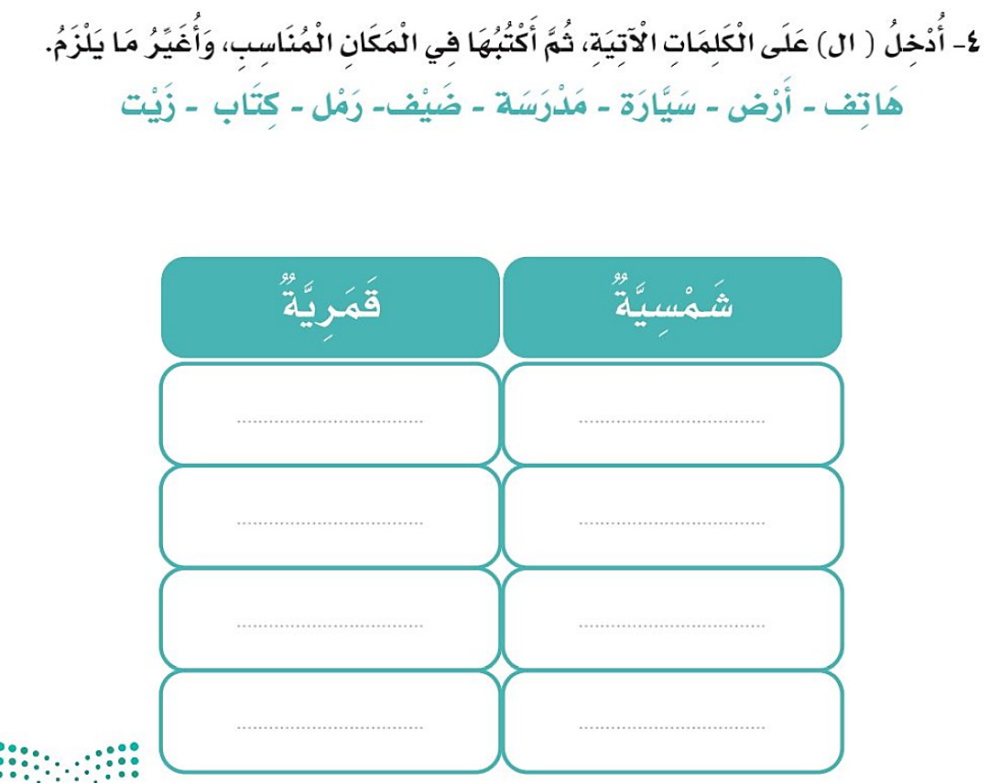 ٤- أُدْخِلُ ( ال) عَلَى الْكَلِمَاتِ الْآتِيَةِ، ثُمَّ أَكْتُبُهَا فِي الْمَكَانِ الْمُنَاسِبِ، وَأُغَيِّرُ مَا يَلْزَمُ.
هَاتِف - أَرْض - سَيَّارَة - مَدْرَسَة - ضَيْف- رَمْل - كِتَاب - زَيْت
شَمْسِيَّةٌ قَمَرِيَّةٌ